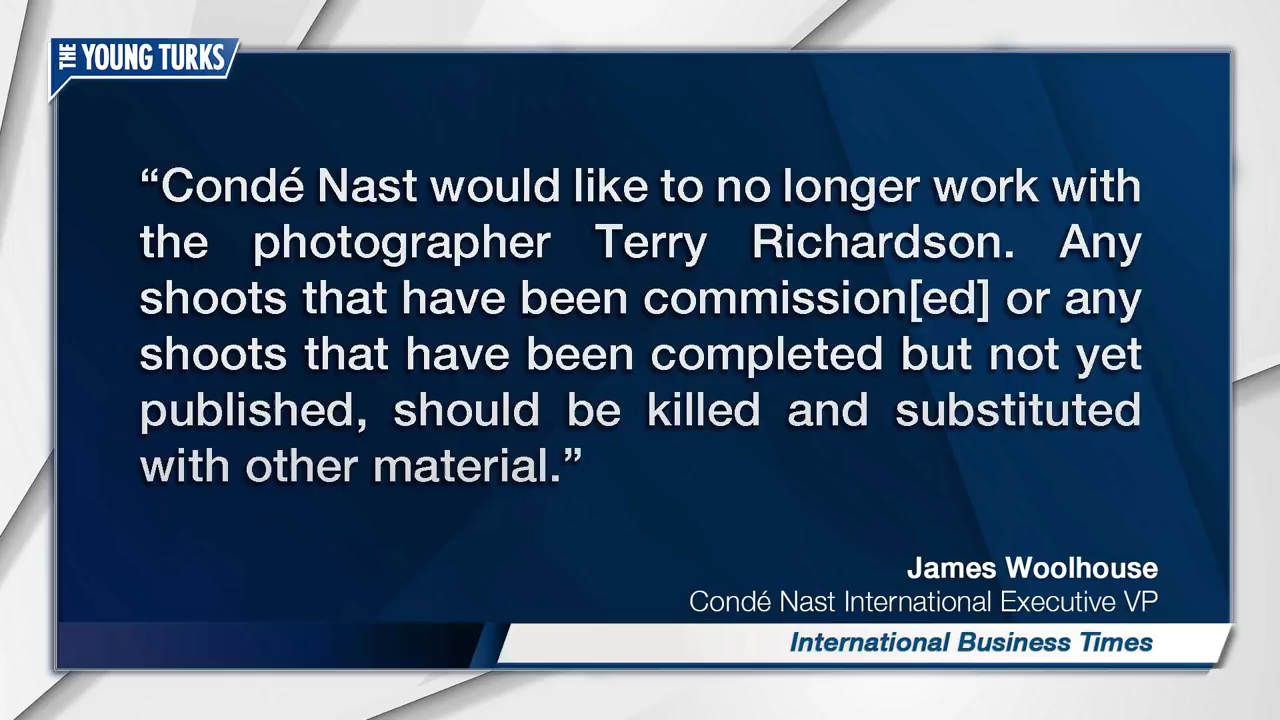 THE YOUNG TURKS
“Condé Nast would like to no longer work with
the photographer Terry Richardson. Any
shoots that have been commission[ed] or any
shoots that have been completed but not yet
published, should be killed and substituted
with other material.”
James Woolhouse
Condé Nast International Executive VP
International Business Times